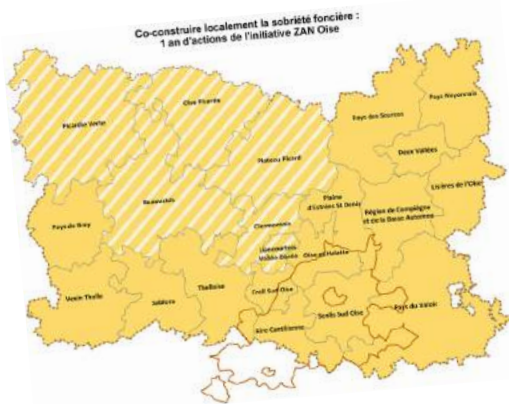 Co-construire localement la sobriété foncière :
1 an d'actions de l'initiative ZAN Oise
Picardie Verte
Oise Picarde
Plateau Picard
Pays des Sources
Pays Noyonnais
Deux Vallées
Lisières de l'Oise
Beauvaisis
Clermontois
Plaine
d'Estrées St Denis
Région de Compiègne
et de la Basse Automne
Pays de Bray
Liancourtois
Vallée Dorée
Oise et Halatte
Vexin Thelle
Sablons
Thelloise
Creil Sud Oise
Aire Cantilienne
Senlis Sud Oise
Pays du Valois